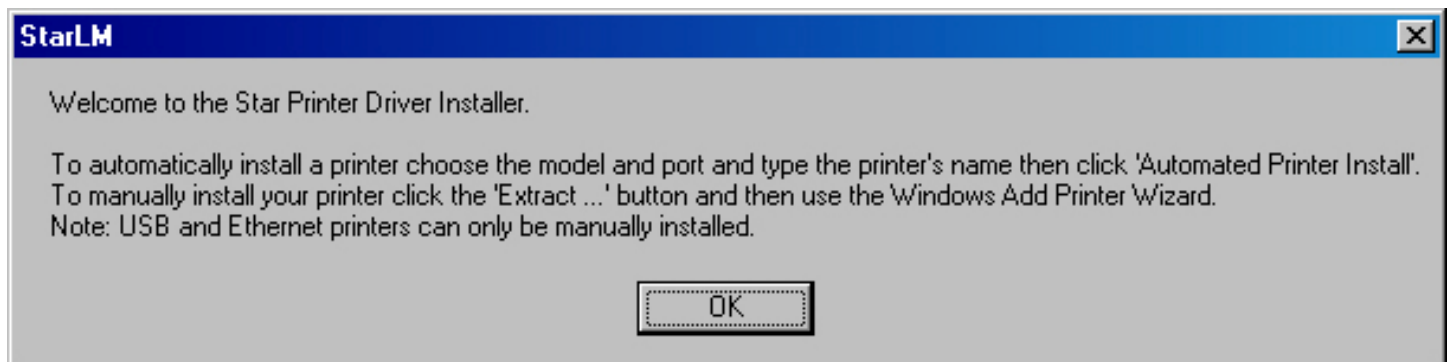 StarLM
Welcome to the Star Printer Driver Installer.
To automatically install a printer choose the model and port and type the printer's name then click 'Automated Printer Install'.
To manually install your printer click the 'Extract ...' button and then use the Windows Add Printer Wizard.
Note: USB and Ethernet printers can only be manually installed.
OK